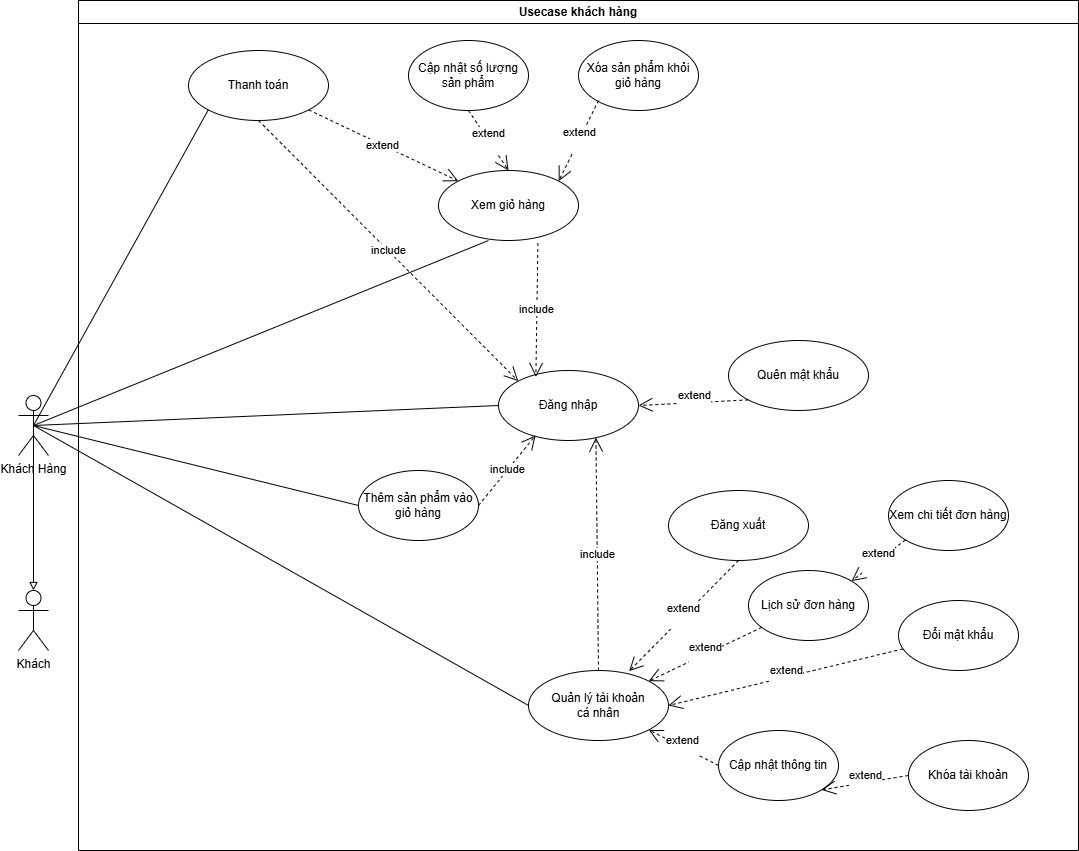 Usecase khách hàng
Thanh toán
Cập nhật số lượng
sản phẩm
Xóa sản phẩm khỏi
giỏ hàng
extend
extend
extend
Xem giỏ hàng
include
include
Quên mật khẩu
extend
Đăng nhập
Khách Hàng
include
Thêm sản phẩm vào
giỏ hàng
Đăng xuất
Xem chi tiết đơn hàng
include
extend
Lịch sử đơn hàng
extend
Đổi mật khẩu
extend
extend
Khách
Quản lý tài khoản
cá nhân
extend
Cập nhật thông tin
extend
Khóa tài khoản